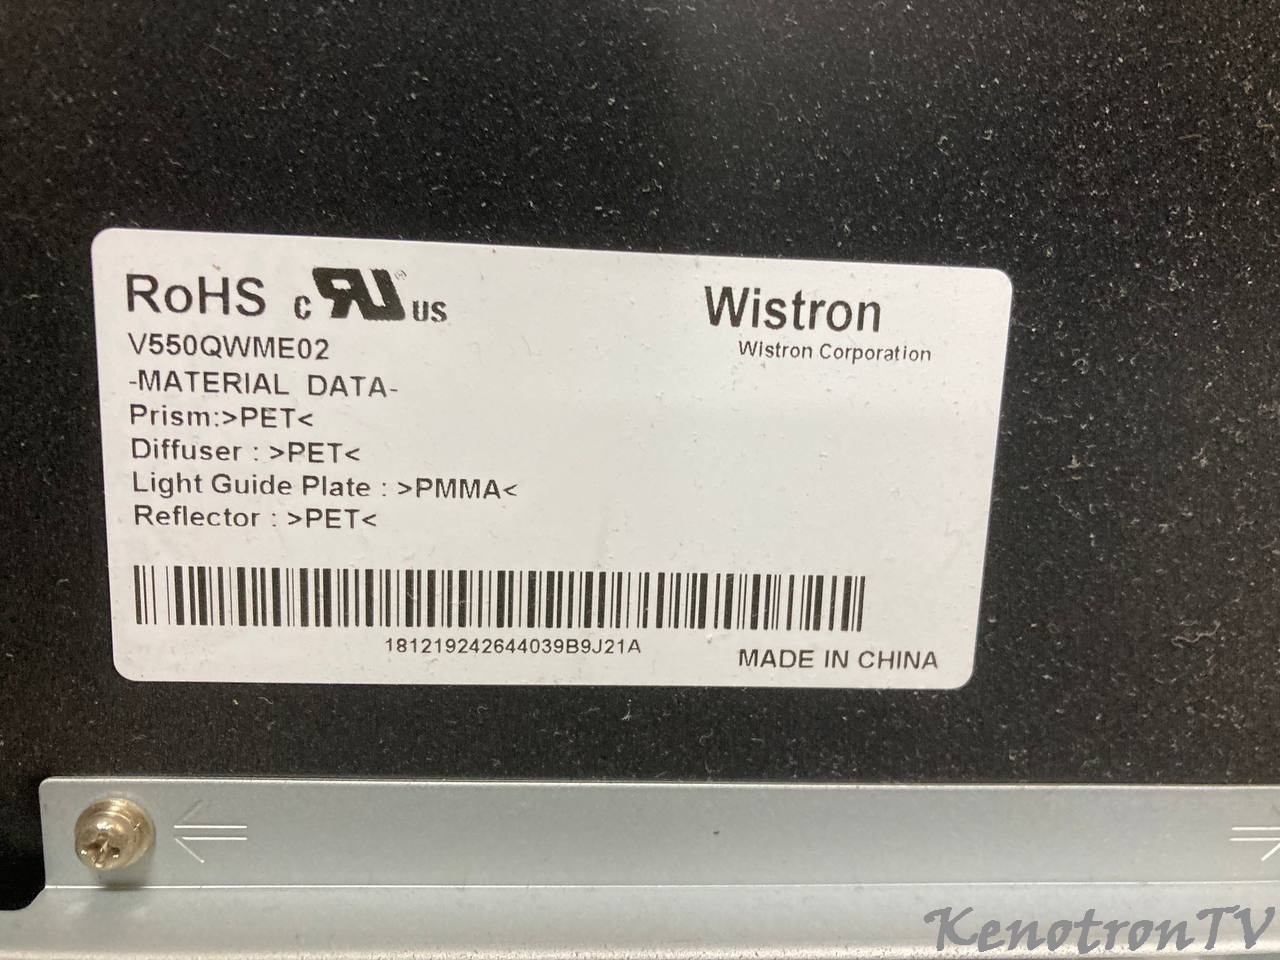 RoHS c RU® US
V550QWME02
-MATERIAL DATA-
Prism:>PET<
Diffuser : >PET<
Light Guide Plate : >PMMA<
Reflector : >PET<
Wistron
Wistron Corporation
181219242644039B9J21A
MADE IN CHINA
KenotronTV